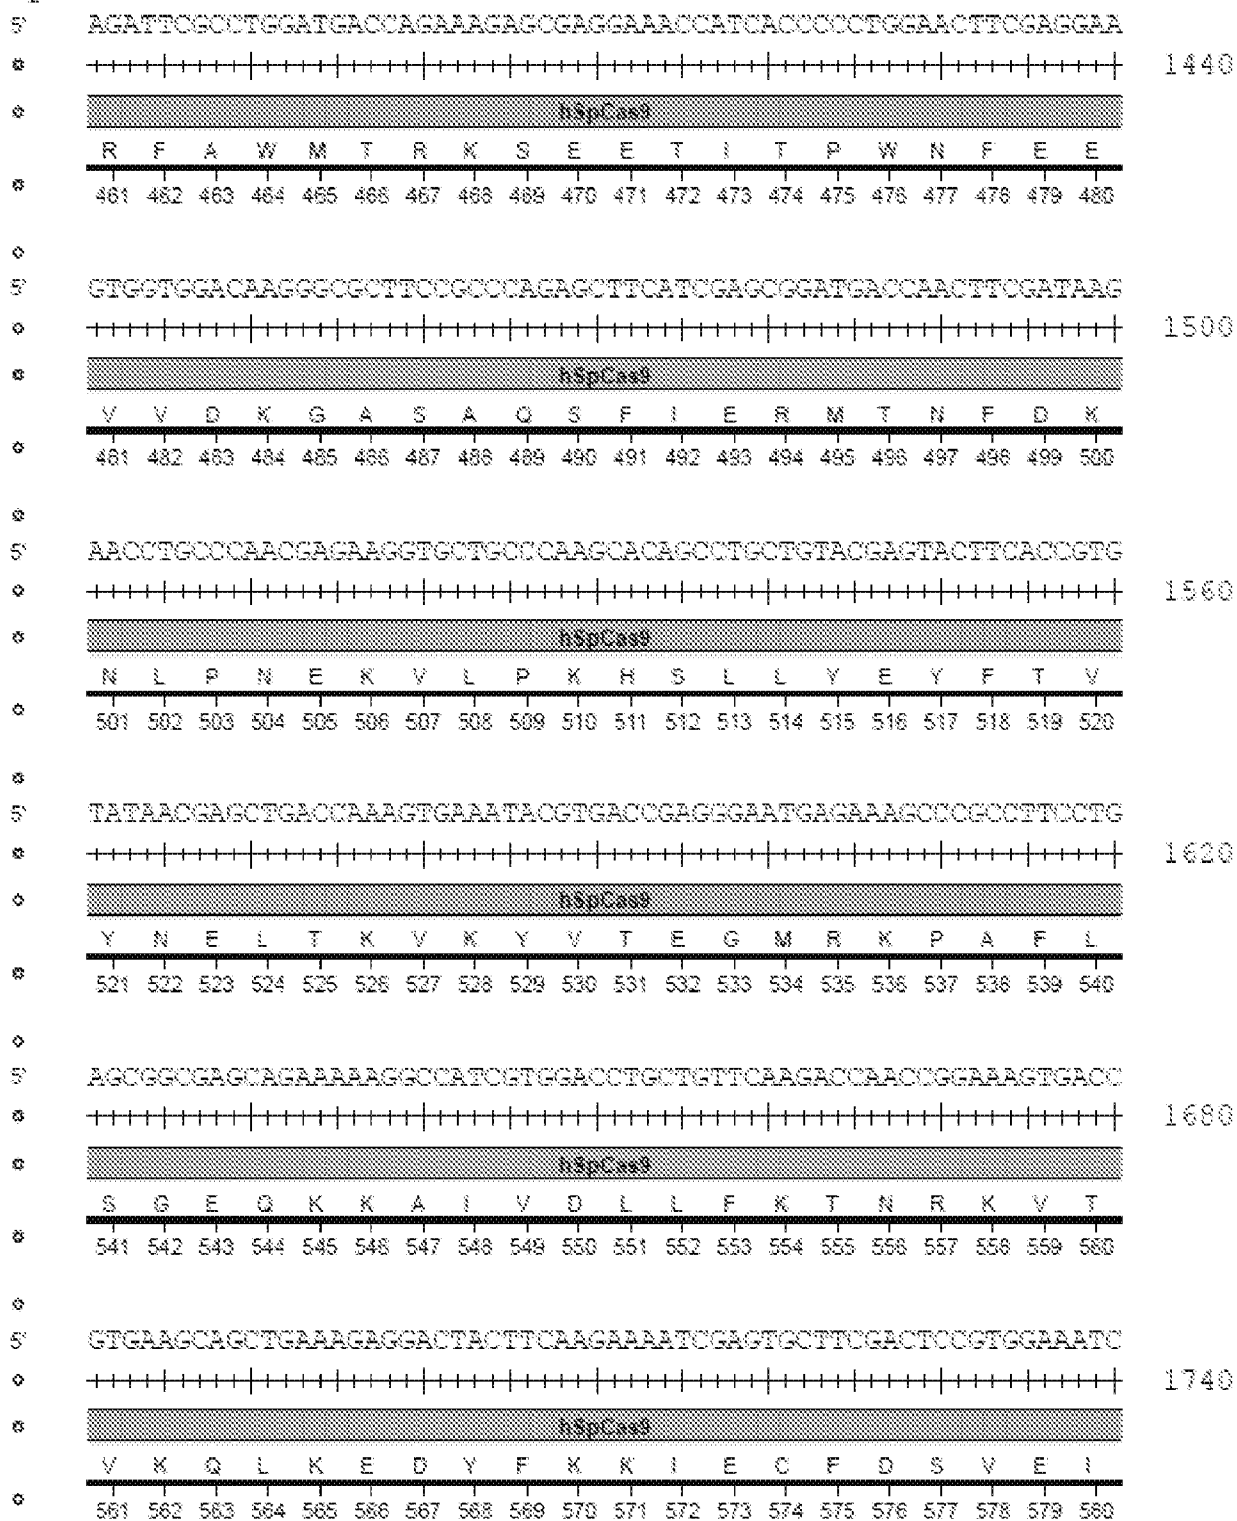 5' AGATTCGCCTGGATGACCAGAAAGAGCGAGGAAACCATCACCCCCTGGAACTTCGAGGAA
1440
hSpCas9
R F A W M T R K S E E T I T P W N F E E
461 462 463 464 465 466 467 468 469 470 471 472 473 474 475 476 477 478 479 480
5' GTGGTGGACAAGGGCGCTTCCGCCCAGAGCTTCATCGAGCGGATGACCAACTTCGATAAG
1500
hSpCas9
V V D K G A S A Q S F I E R M T N F D K
481 482 483 484 485 486 487 488 489 490 491 492 493 494 495 496 497 498 499 500
5' AACCTGCCCAACGAGAAGGTGCTGCCCAAGCACAGCCTGCTGTACGAGTACTTCACCGTG
1560
hSpCas9
N L P N E K V L P K H S L L Y E Y F T V
501 502 503 504 505 506 507 508 509 510 511 512 513 514 515 516 517 518 519 520
5' TATAACGAGCTGACCAAAGTGAAATACGTGACCGAGGGAATGAGAAAGCCCGCCTTCCTG
1620
hSpCas9
Y N E L T K V K Y V T E G M R K P A F L
521 522 523 524 525 526 527 528 529 530 531 532 533 534 535 536 537 538 539 540
5' AGCGGCGAGCAGAAAAAGGCCATCGTGGACCTGCTGTTCAAGACCAACCGGAAAGTGACC
1680
hSpCas9
S G E Q K K A I V D L L F K T N R K V T
541 542 543 544 545 546 547 548 549 550 551 552 553 554 555 556 557 558 559 560
5' GTGAAGCAGCTGAAAGAGGACTACTTCAAGAAAATCGAGTGCTTCGACTCCGTGGAAATC
1740
hSpCas9
V K Q L K E D Y F K K I E C F D S V E I
561 562 563 564 565 566 567 568 569 570 571 572 573 574 575 576 577 578 579 580